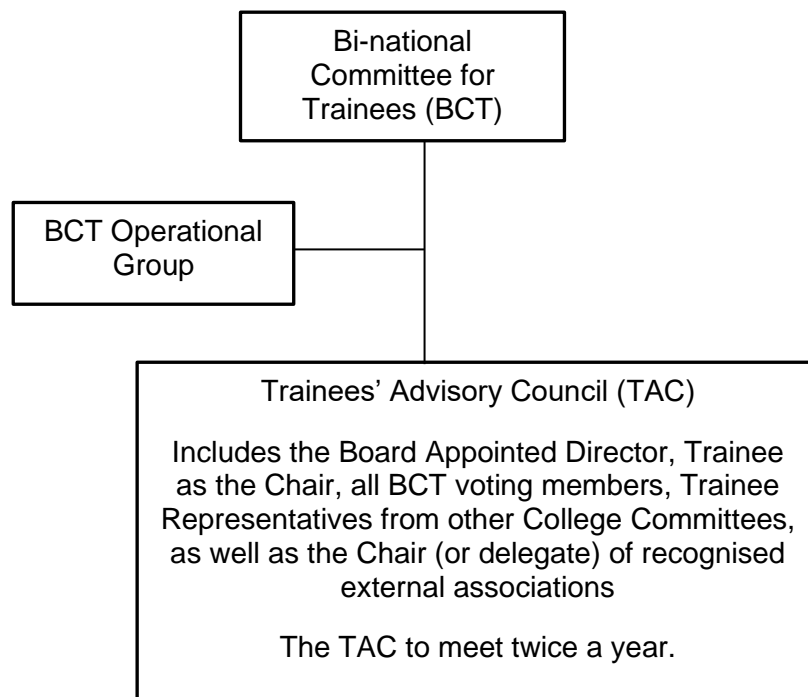 Bi-national
Committee for
Trainees (BCT)
BCT Operational
Group
Trainees’ Advisory Council (TAC)
Includes the Board Appointed Director, Trainee
as the Chair, all BCT voting members, Trainee
Representatives from other College Committees,
as well as the Chair (or delegate) of recognised
external associations
The TAC to meet twice a year.